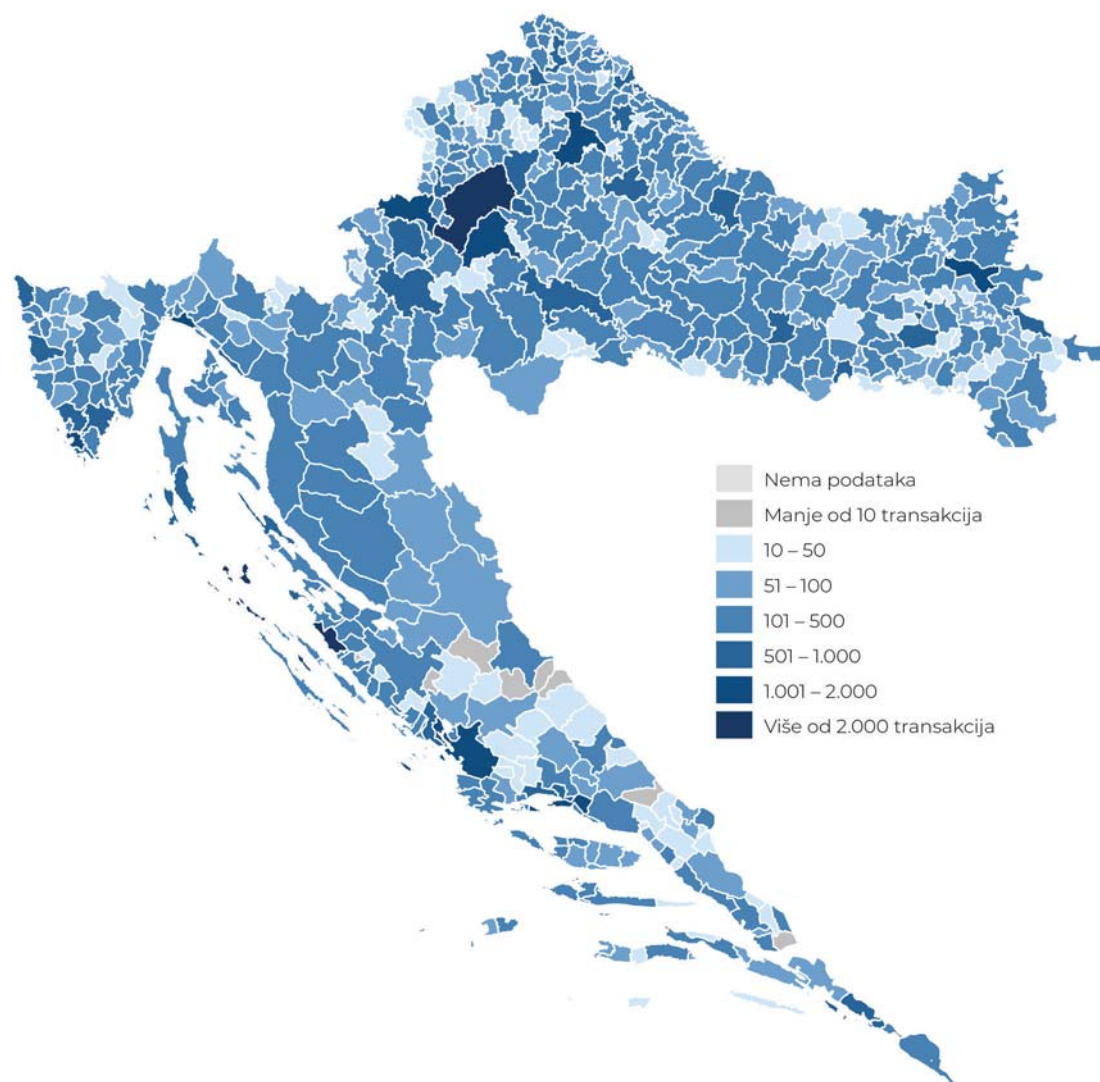 Nema podataka
Manje od 10 transakcija
10 – 50
51 – 100
101 – 500
501 – 1.000
1.001 – 2.000
Više od 2.000 transakcija